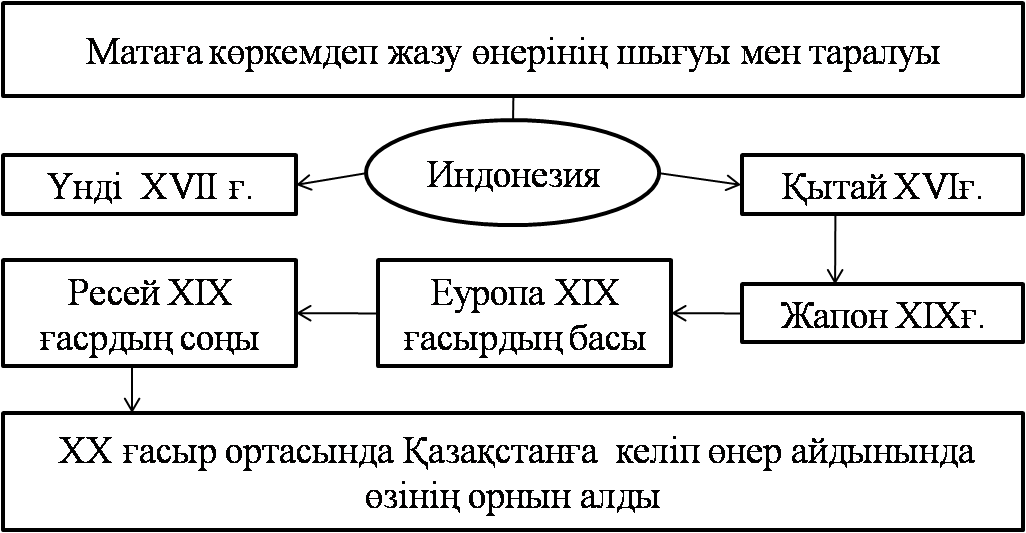 Матаға көркемдеп жазу өнерінің шығуы мен таралуы
Индонезия
Үнді XVII ғ.
Қытай XVIғ.
Жапон XIXғ.
Еуропа XIX
ғасырдың басы
Ресей XIX
ғасрдың соңы
XX ғасыр ортасында Қазақстанға келіп өнер айдынында
өзінің орнын алды